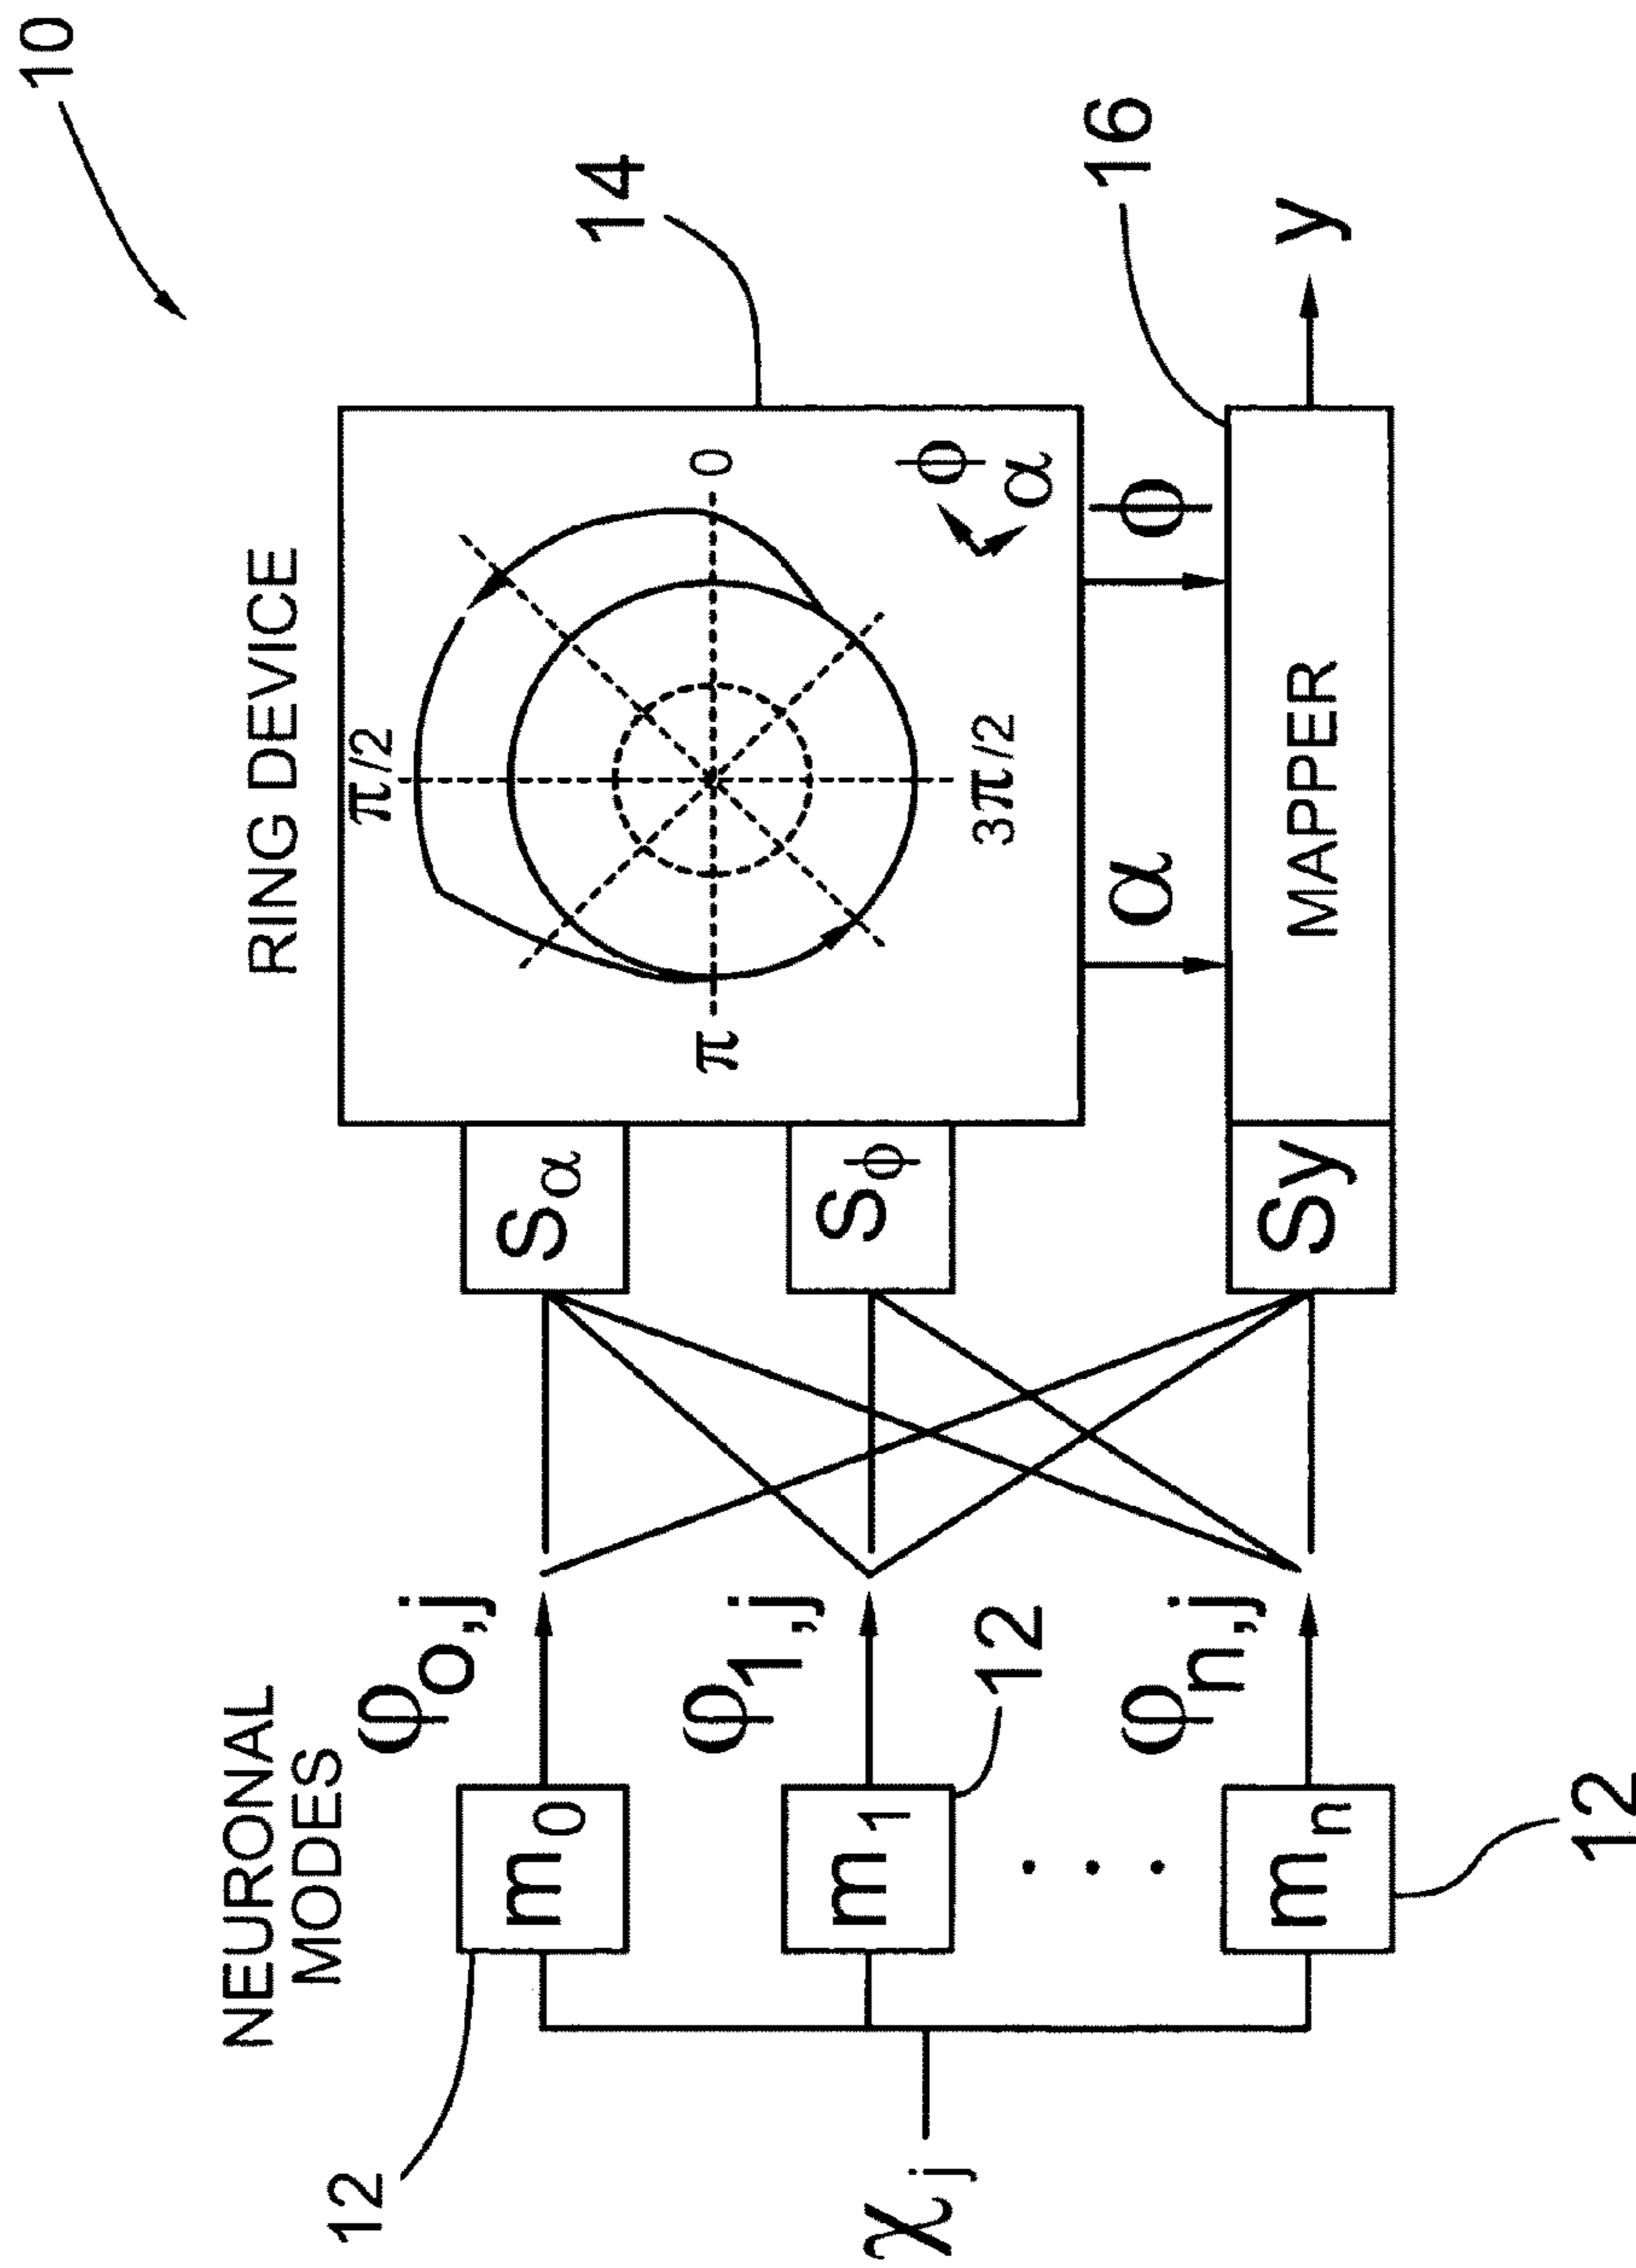 10
NEURONAL
MODES
RING DEVICE
14
12
m0
φo,j
Sα
π/2
π
0
3π/2
ϕ
α
χj
m1
φ1,j
12
Sϕ
α
ϕ
16
mn
φn,j
12
Sy
MAPPER
y